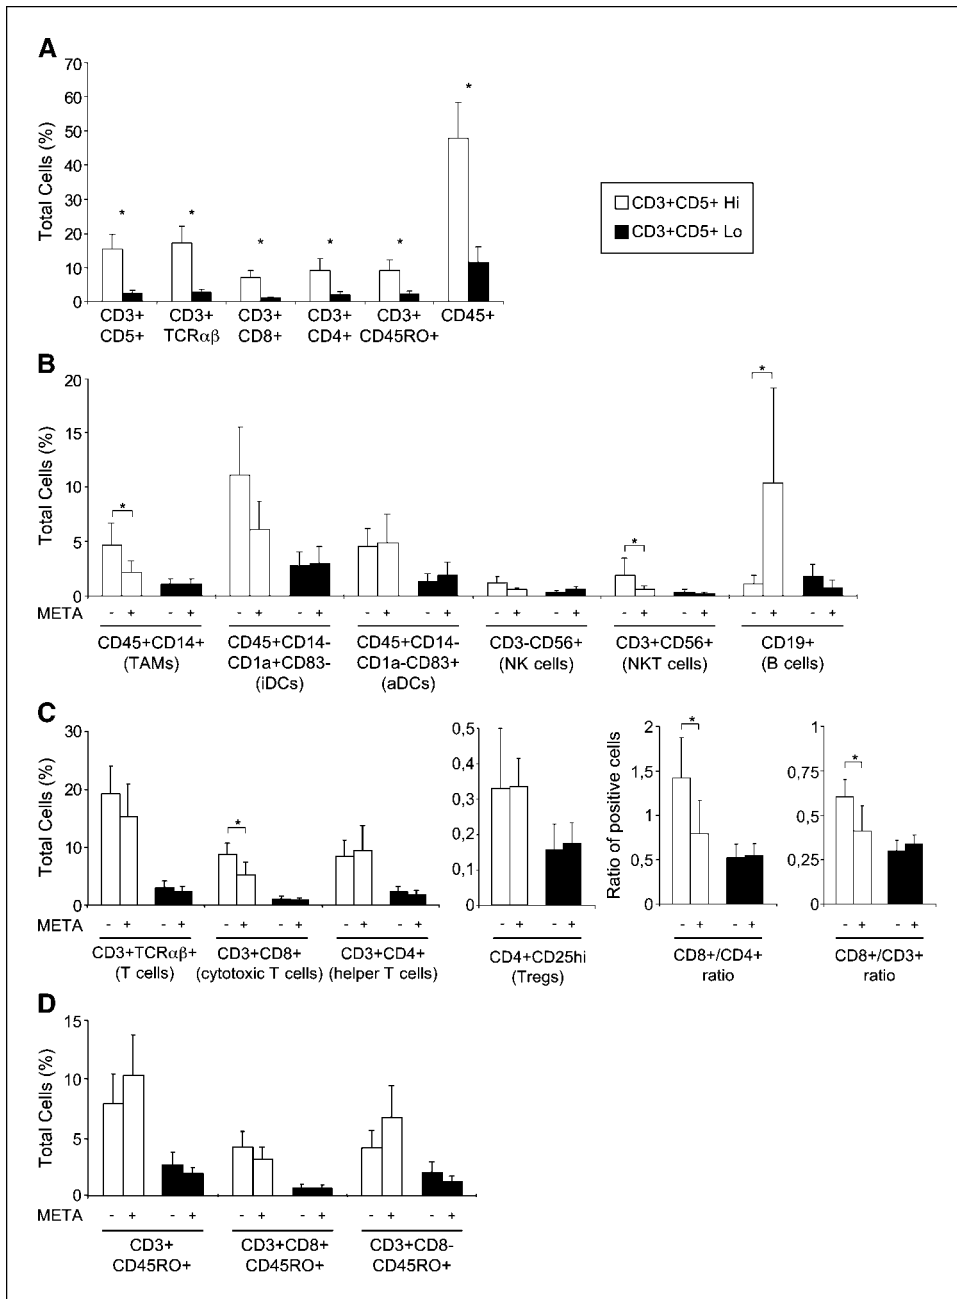 A
70
60
50
40
30
20
10
0
Total Cells (%)
* * * * * *
CD3+ CD3+ CD3+ CD3+ CD3+ CD45+
CD5+ TCRαβ CD8+ CD4+ CD45RO+
CD3+CD5+ Hi
CD3+CD5+ Lo
B
20
15
10
5
0
Total Cells (%)
* * *
META - + - + - + - + - + - + - + - + - + - + - + - +
CD45+CD14+ CD45+CD14- CD45+CD14- CD3-CD56+ CD3+CD56+ CD19+
(TAMs) CD1a+CD83- CD1a-CD83+ (NK cells) (NKT cells) (B cells)
(iDCs) (aDCs)
C
30
20
10
0
Total Cells (%)
*
META - + - + - + - + - + - +
CD3+TCRαβ+ CD3+CD8+ CD3+CD4+
(T cells) (cytotoxic T cells) (helper T cells)
0,5
0,4
0,3
0,2
0,1
0
- + - +
CD4+CD25hi
(Tregs)
Ratio of positive cells
2
1,5
1
0,5
0
*
- + - +
CD8+/CD4+
ratio
1
0,75
0,5
0,25
0
*
- + - +
CD8+/CD3+
ratio
D
15
10
5
0
Total Cells (%)
META - + - + - + - + - + - +
CD3+ CD3+CD8+ CD3+CD8-
CD45RO+ CD45RO+ CD45RO+